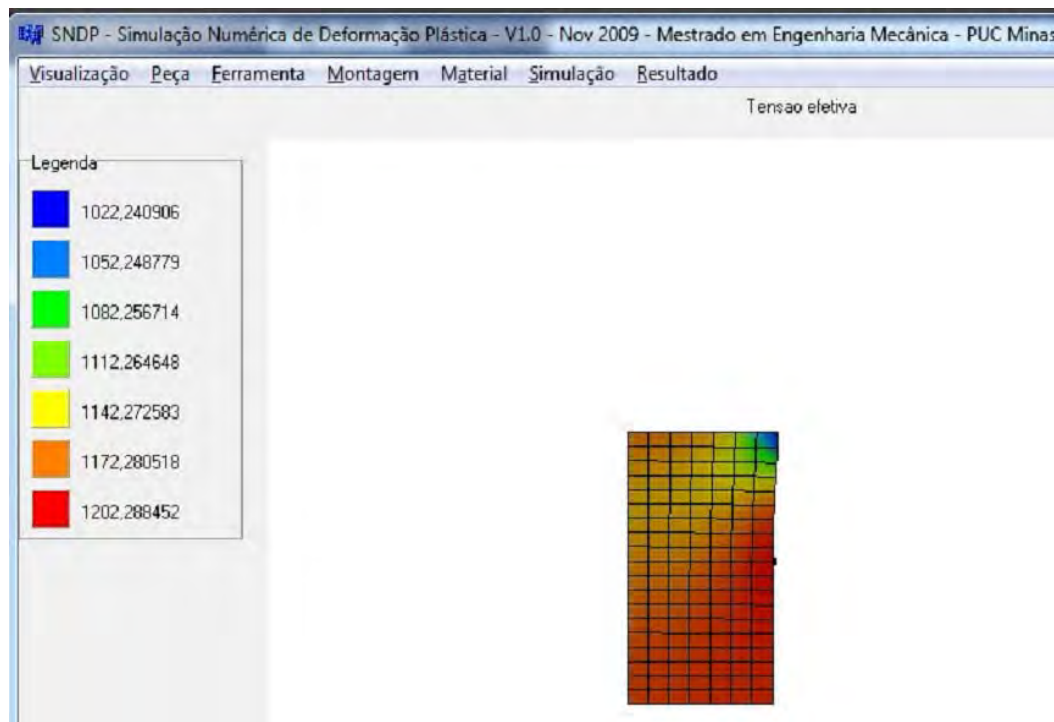 SNDP - Simulação Numérica de Deformação Plástica - V1.0 - Nov 2009 - Mestrado em Engenharia Mecânica - PUC Minas
Visualização Peça Ferramenta Montagem Material Simulação Resultado
Tensao eletiva
Legenda
1022,240906
1052,248779
1082,256714
1112,264648
1142,272583
1172,280518
1202,288452